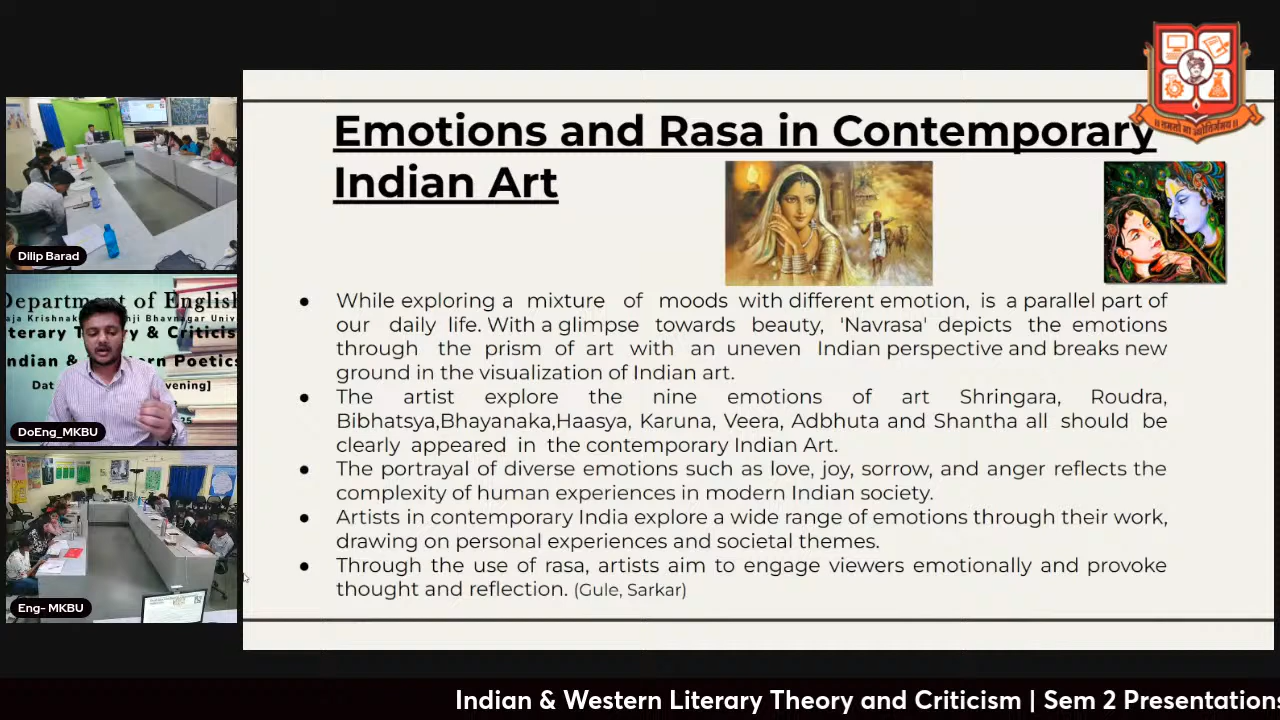 Emotions and Rasa in Contemporary
Indian Art
While exploring a mixture of moods with different emotion, is a parallel part of
our daily life. With a glimpse towards beauty, 'Navrasa' depicts the emotions
through the prism of art with an uneven Indian perspective and breaks new
ground in the visualization of Indian art.
The artist explore the nine emotions of art Shringara, Roudra,
Bibhatsya,Bhayanaka,Haasya, Karuna, Veera, Adbhuta and Shantha all should be
clearly appeared in the contemporary Indian Art.
The portrayal of diverse emotions such as love, joy, sorrow, and anger reflects the
complexity of human experiences in modern Indian society.
Artists in contemporary India explore a wide range of emotions through their work,
drawing on personal experiences and societal themes.
Through the use of rasa, artists aim to engage viewers emotionally and provoke
thought and reflection. (Gule, Sarkar)
Dilip Barad
Department of English
DoEng_MKBU
Eng- MKBU
Indian & Western Literary Theory and Criticism | Sem 2 Presentations